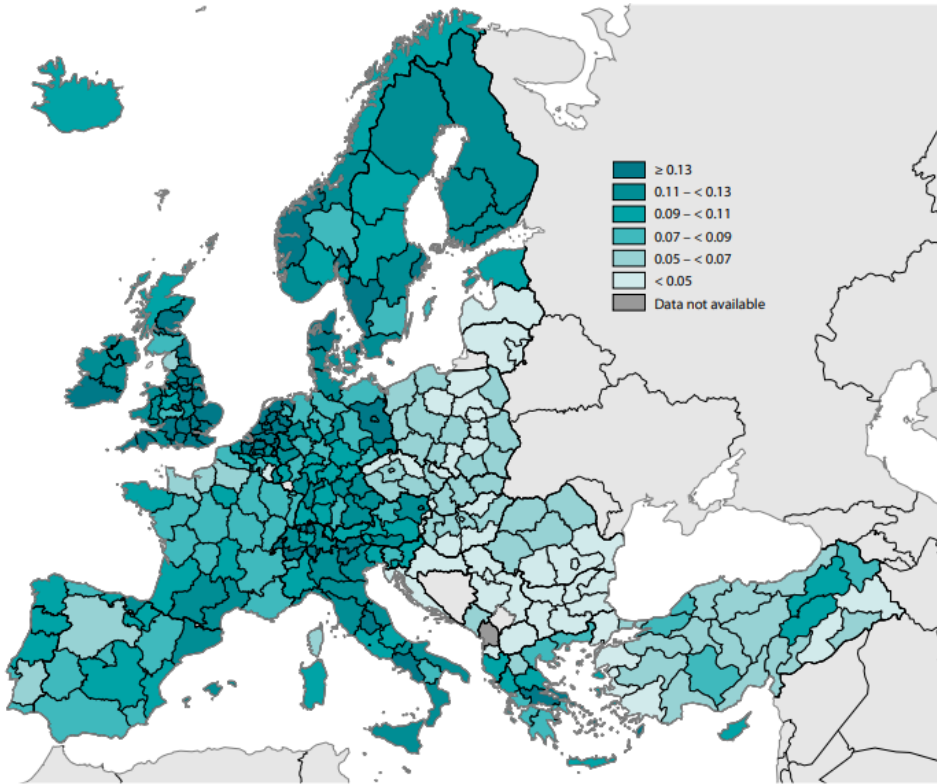 ≥ 0.13
0.11 – < 0.13
0.09 – < 0.11
0.07 – < 0.09
0.05 – < 0.07
< 0.05
Data not available